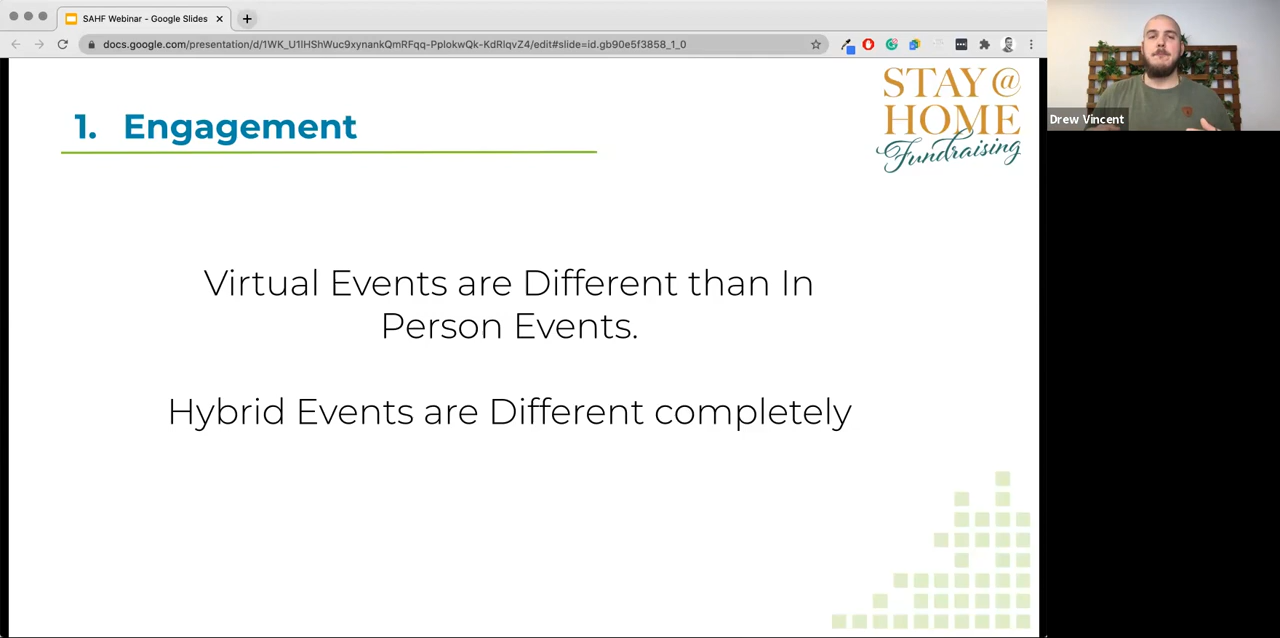 SAHF Webinar - Google Slides
docs.google.com/presentation/d/1WK_U1lHShWuc9xynankQmRFqq-PplokwQk-KdRlqvZ4/edit#slide=id.gb90e5f3858_1_0
1. Engagement
STAY @
HOME
Fundraising
Drew Vincent
Virtual Events are Different than In
Person Events.
Hybrid Events are Different completely